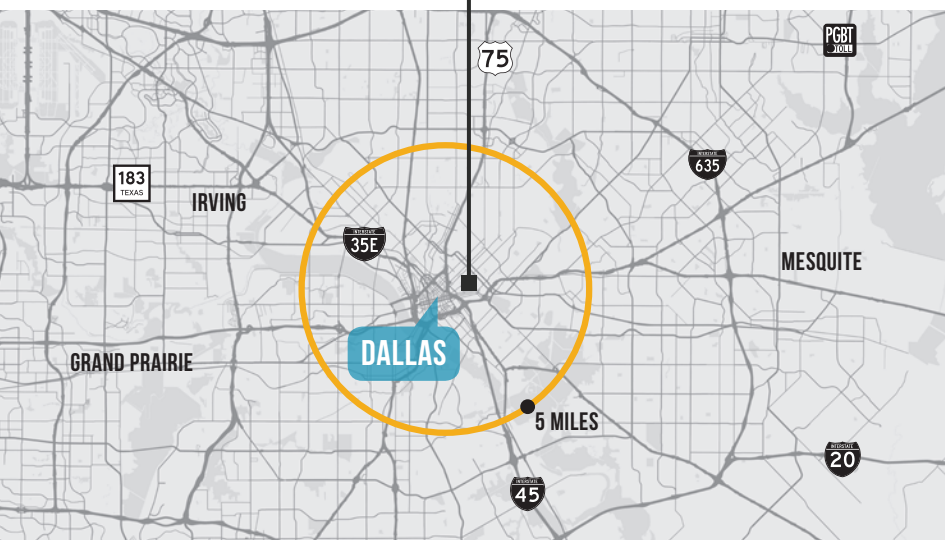 75
PGBT
TOLL
INTERSTATE
635
183
TEXAS
IRVING
INTERSTATE
35E
MESQUITE
DALLAS
GRAND PRAIRIE
5 MILES
INTERSTATE
20
INTERSTATE
45